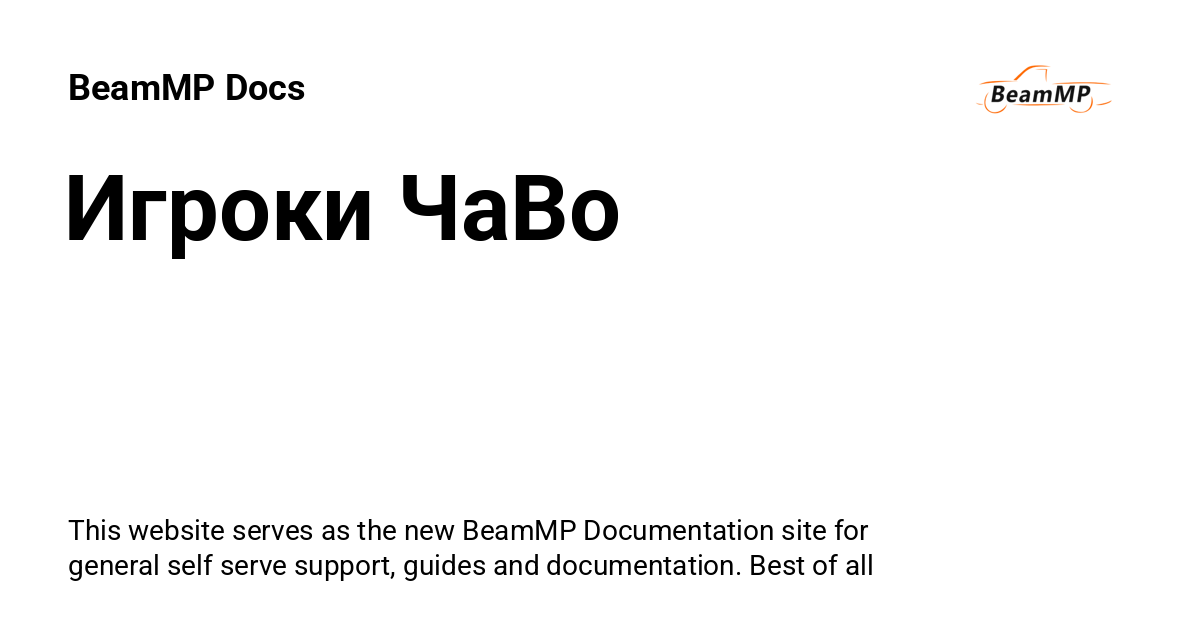 BeamMP Docs
BeamMP
Игроки ЧаВо
This website serves as the new BeamMP Documentation site for
general self serve support, guides and documentation. Best of all